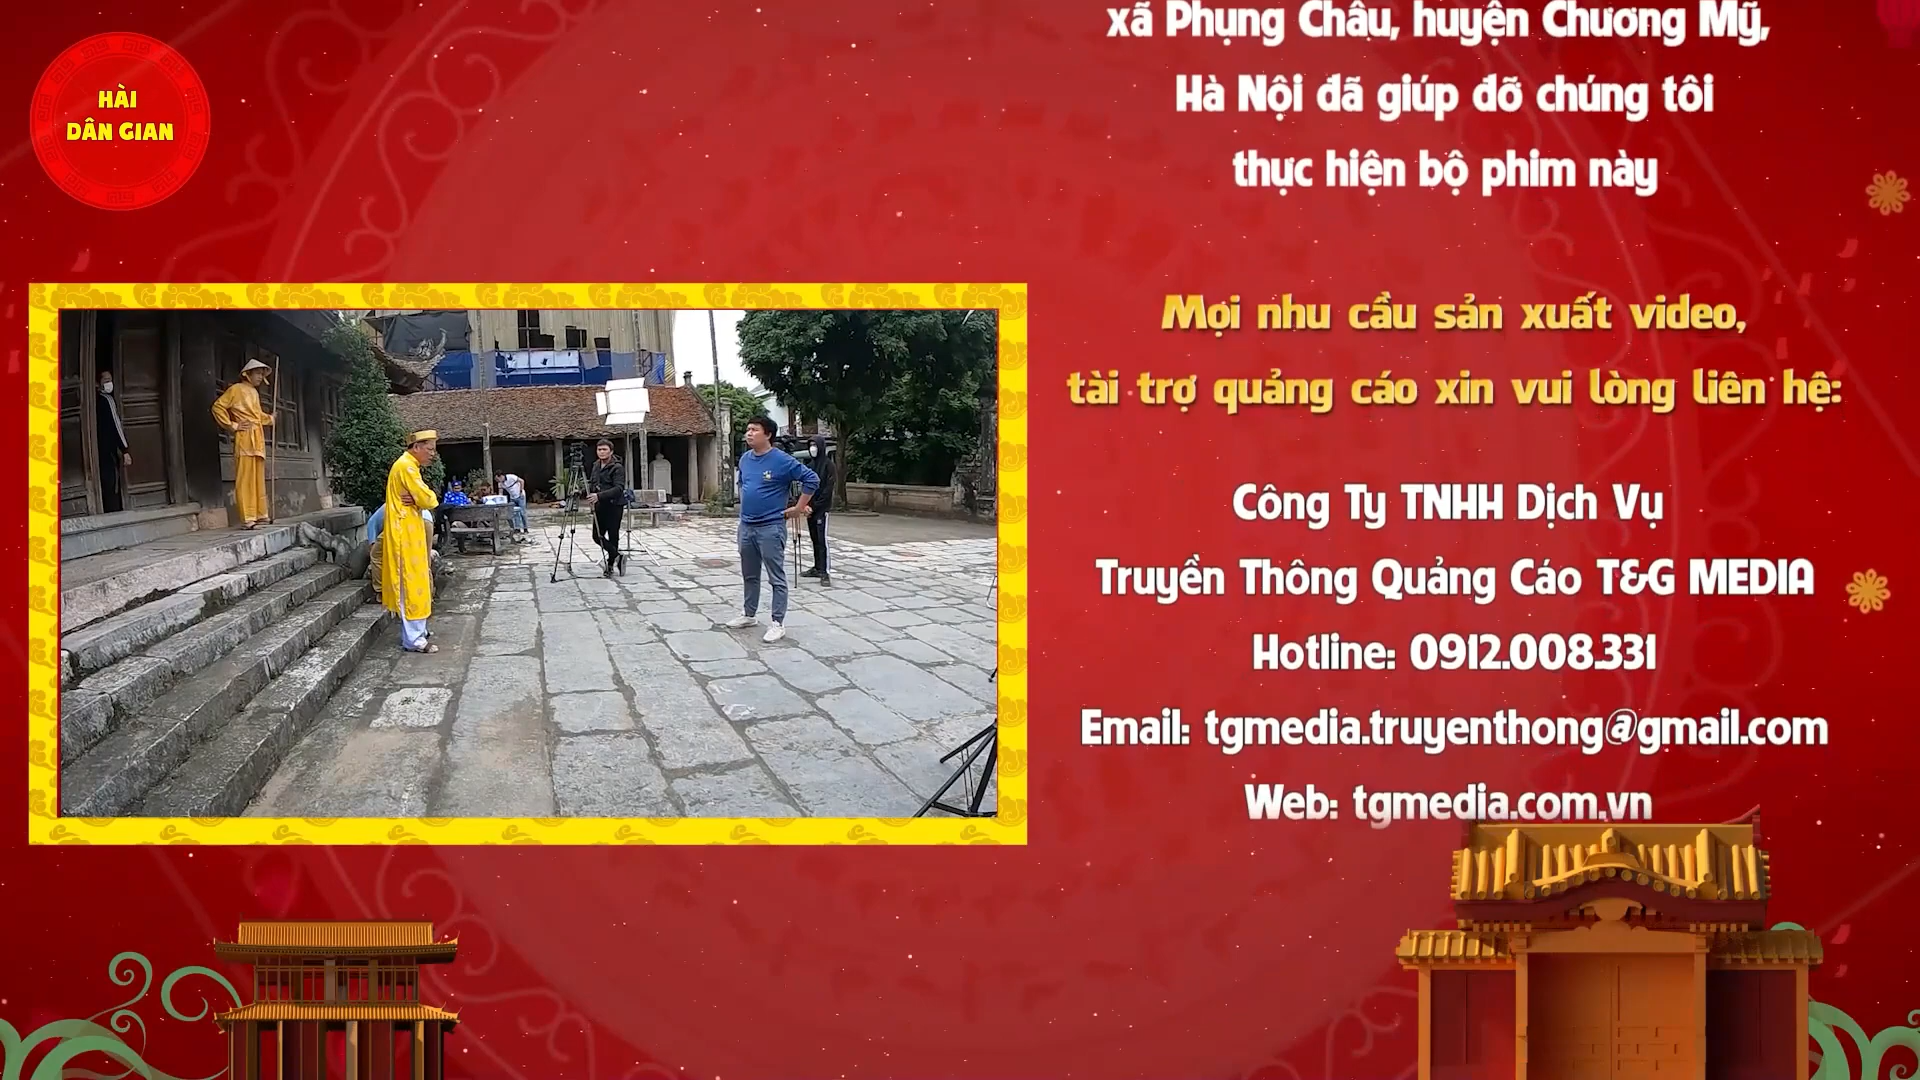 HÀI
DÂN GIAN
xã Phụng Châu, huyện Chương Mỹ,
Hà Nội đã giúp đỡ chúng tôi
thực hiện bộ phim này
Mọi nhu cầu sản xuất video,
tài trợ quảng cáo xin vui lòng liên hệ:
Công Ty TNHH Dịch Vụ
Truyền Thông Quảng Cáo T&G MEDIA
Hotline: 0912.008.331
Email: tgmedia.truyenthong@gmail.com
Web: tgmedia.com.vn